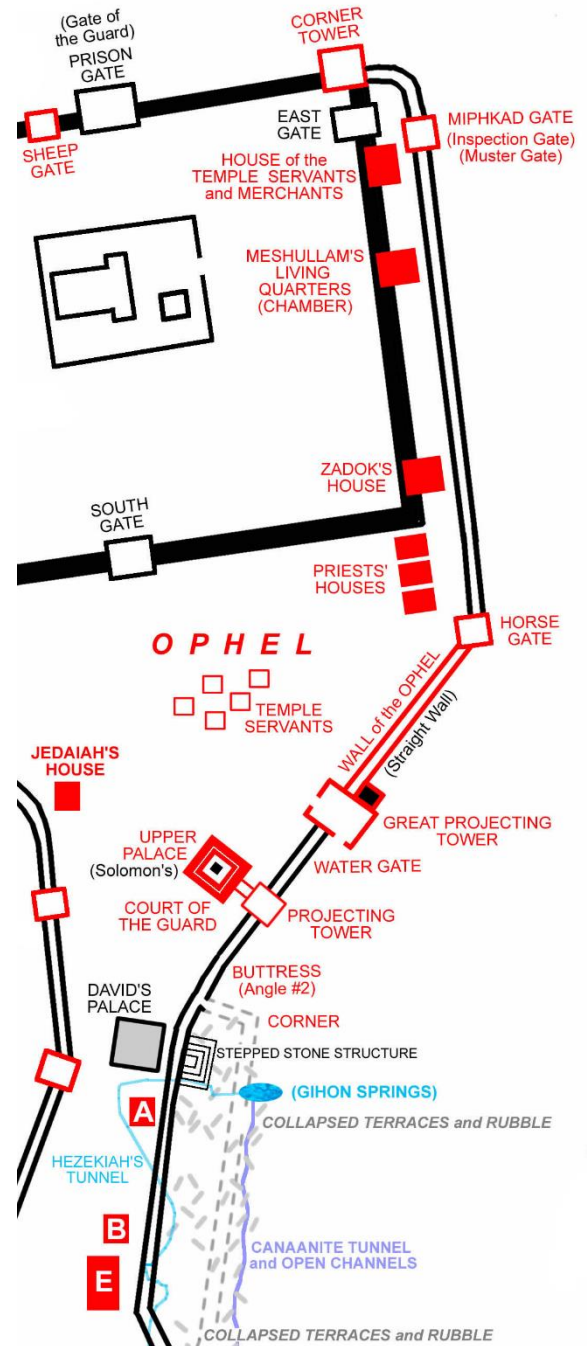 (Gate of
the Guard)
PRISON
GATE
CORNER
TOWER
SHEEP
GATE
EAST
GATE
MIPHKAD GATE
(Inspection Gate)
(Muster Gate)
HOUSE of the
TEMPLE SERVANTS
and MERCHANTS
MESHULLAM'S
LIVING
QUARTERS
(CHAMBER)
ZADOK'S
HOUSE
SOUTH
GATE
PRIESTS'
HOUSES
HORSE
GATE
OPHEL
TEMPLE
SERVANTS
WALL of the OPHEL
(Straight Wall)
JEDAIAH'S
HOUSE
GREAT PROJECTING
TOWER
UPPER
PALACE
(Solomon's)
WATER GATE
COURT OF
THE GUARD
PROJECTING
TOWER
BUTTRESS
(Angle #2)
DAVID'S
PALACE
CORNER
STEPPED STONE STRUCTURE
(GIHON SPRINGS)
A
COLLAPSED TERRACES and RUBBLE
HEZEKIAH'S
TUNNEL
B
CANAANITE TUNNEL
and OPEN CHANNELS
E
COLLAPSED TERRACES and RUBBLE